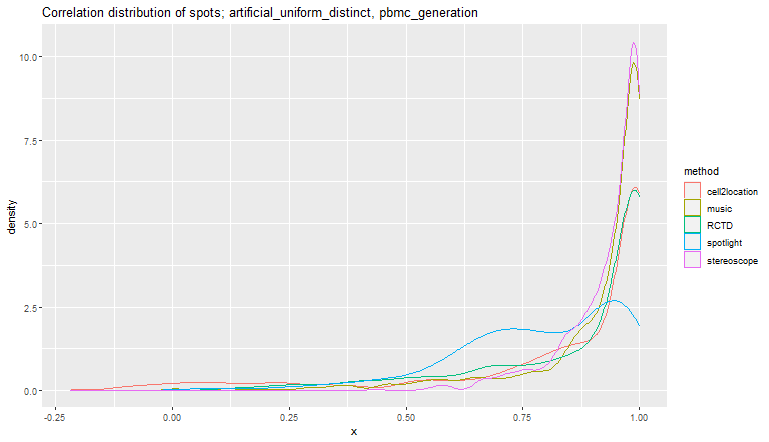 Correlation distribution of spots; artificial_uniform_distinct, pbmc_generation
10.0
7.5
5.0
2.5
0.0
density
-0.25
0.00
0.25
0.50
0.75
1.00
x
method
cell2location
music
RCTD
spotlight
stereoscope